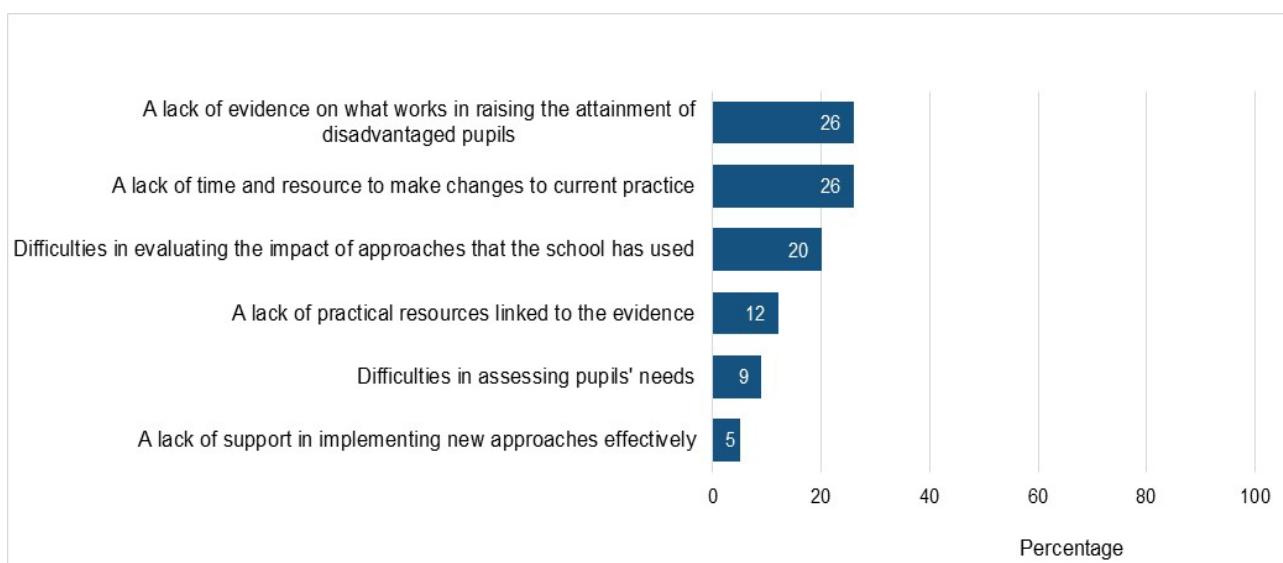 A lack of evidence on what works in raising the attainment of
disadvantaged pupils
26
A lack of time and resource to make changes to current practice
26
Difficulties in evaluating the impact of approaches that the school has used
20
A lack of practical resources linked to the evidence
12
Difficulties in assessing pupils' needs
9
A lack of support in implementing new approaches effectively
5
0 20 40 60 80 100
Percentage